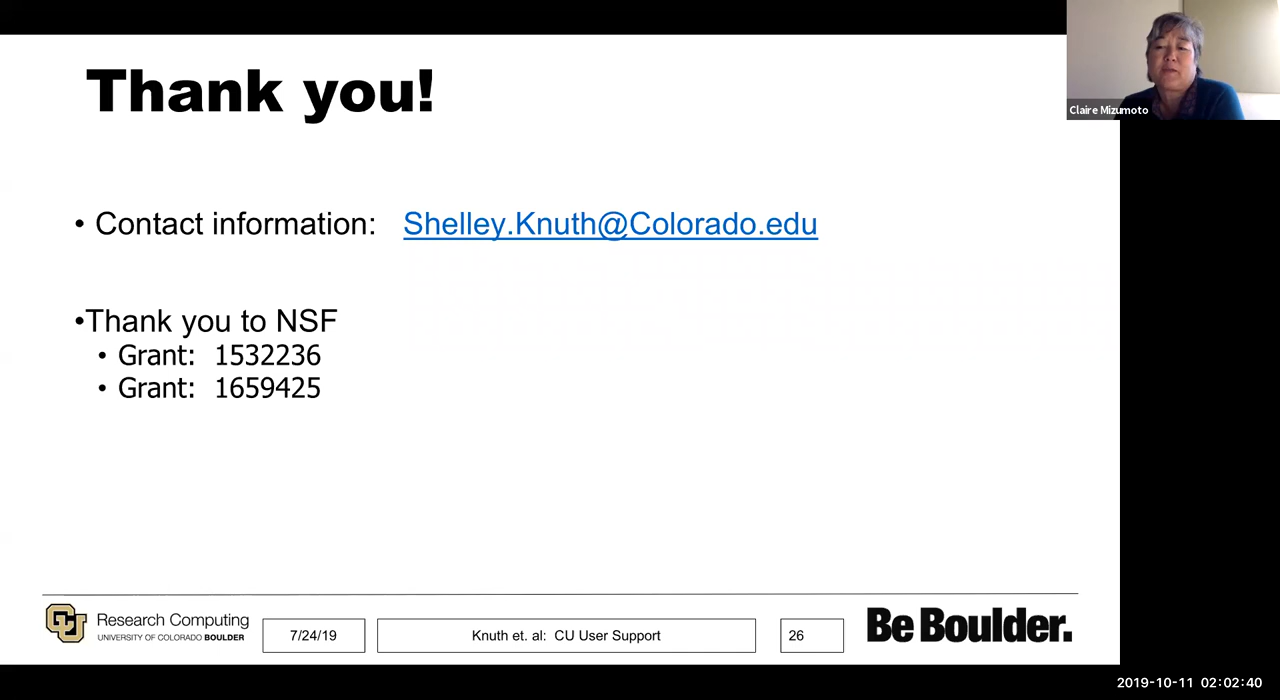 Thank you!
Claire Mizumoto
• Contact information: Shelley.Knuth@Colorado.edu
•Thank you to NSF
• Grant: 1532236
• Grant: 1659425
CU Research Computing
UNIVERSITY OF COLORADO BOULDER
7/24/19
Knuth et. al: CU User Support
26
Be Boulder.
2019-10-11 02:02:40